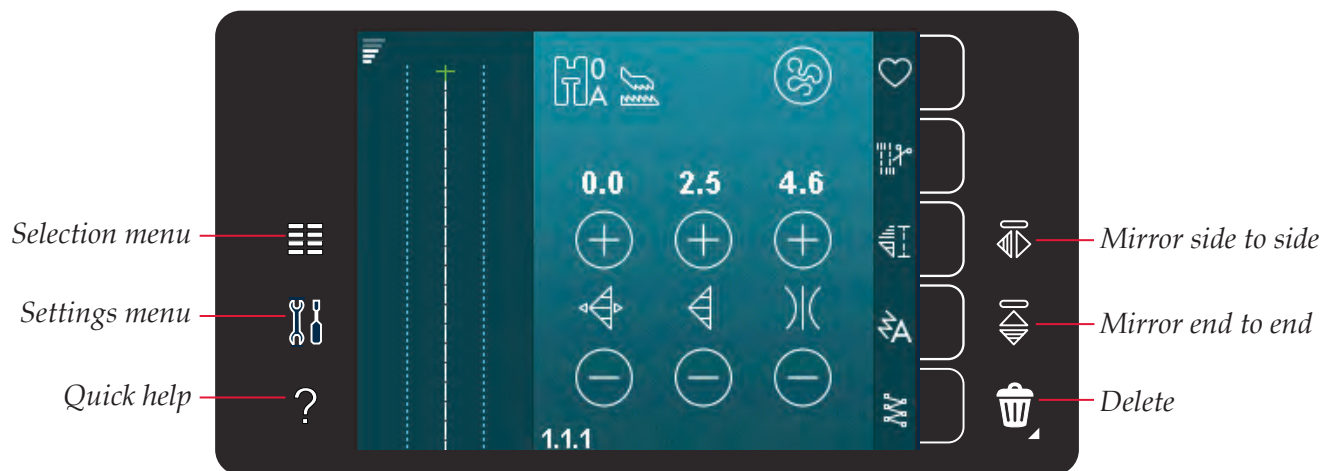 0
A
0.0 2.5 4.6
Selection menu
Mirror side to side
Settings menu
A
Mirror end to end
Quick help
?
Delete
1.1.1